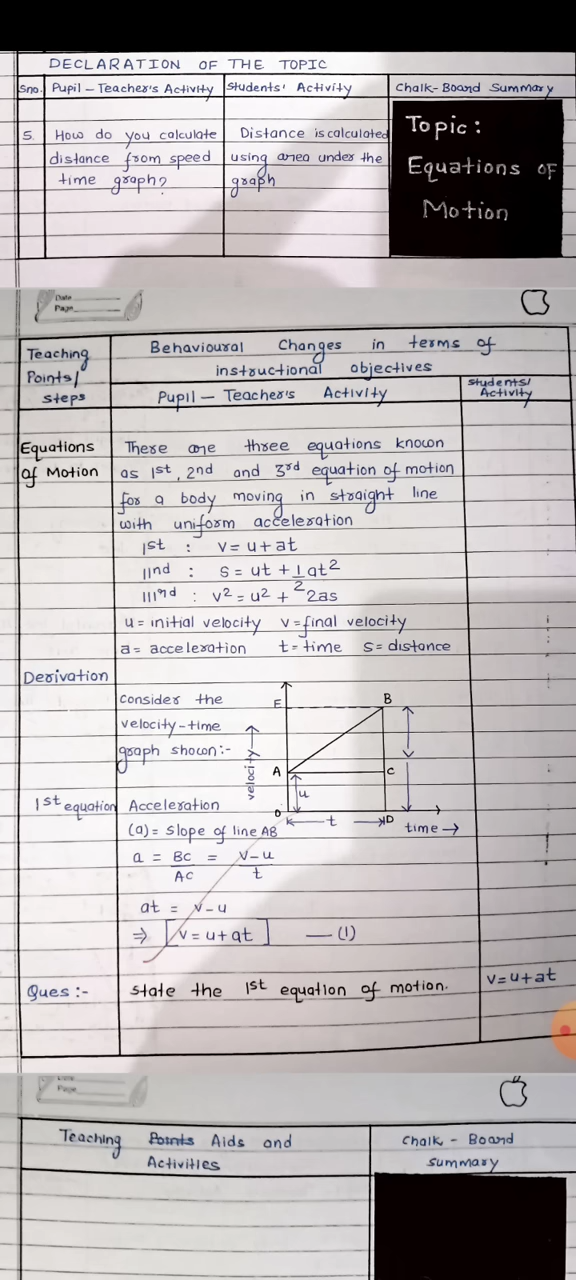 DECLARATION OF THE TOPIC
Sno. Pupil - Teacher's Activity Students' Activity Chalk-Board Summary
5. How do you calculate distance from speed time graph?
Distance is calculated using area under the graph
Topic:
Equations OF
Motion
Date
Page
Teaching Points/ steps
Behavioural Changes in terms of
instructional objectives
Pupil - Teacher's Activity
Students/ Activity
Equations of Motion
There are three equations known
as 1st, 2nd and 3rd equation of motion
for a body moving in straight line
with uniform acceleration
1st : v = u + at
IInd : s = ut + 1/2 at²
IIIrd : v² = u² + 2as
u = initial velocity v = final velocity
a = acceleration t = time s = distance
Derivation
consider the
velocity-time
graph shown:-
E B
velocity →
A C
u
O t D time →
1st equation Acceleration
(a) = slope of line AB
a = BC/AC = v-u/t
at = v-u
⇒ [v = u + at] — (1)
Ques :- state the 1st equation of motion. v = u + at
Page
Teaching Points Aids and
Activities
Chalk - Board
summary